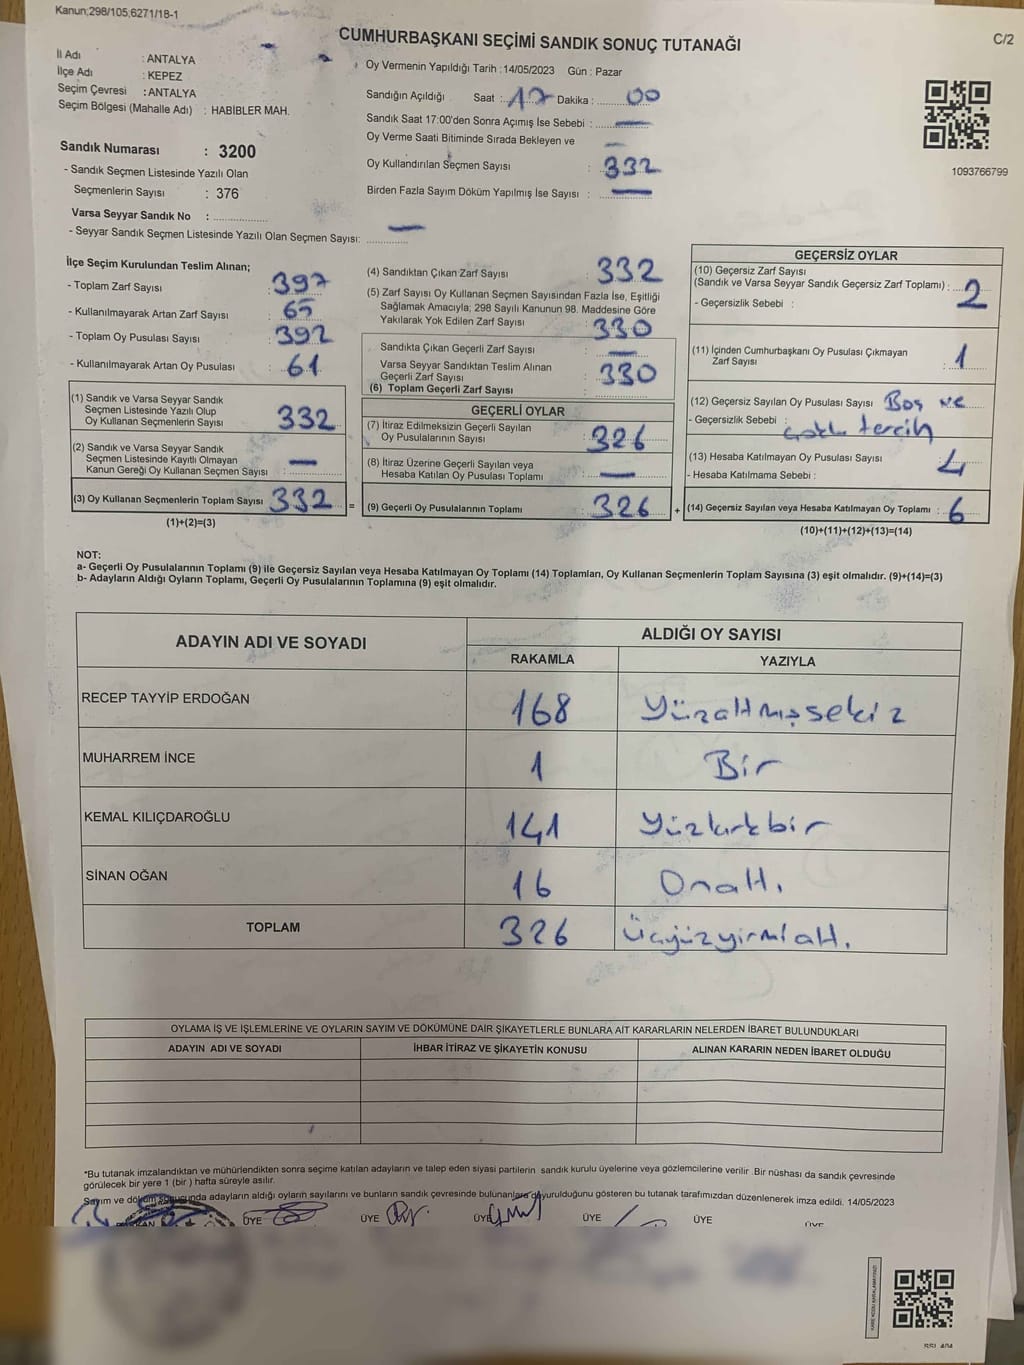 Kanun;298/105;6271/18-1
CUMHURBAŞKANI SEÇİMİ SANDIK SONUÇ TUTANAĞI
C/2
İl Adı : ANTALYA
İlçe Adı : KEPEZ
Seçim Çevresi : ANTALYA
Seçim Bölgesi (Mahalle Adı) : HABİBLER MAH.
Oy Vermenin Yapıldığı Tarih : 14/05/2023 Gün : Pazar
Sandığın Açıldığı Saat : 17 Dakika : 00
Sandık Saat 17:00'den Sonra Açımış İse Sebebi : —
Oy Verme Saati Bitiminde Sırada Bekleyen ve
Oy Kullandırılan Seçmen Sayısı : 332
Birden Fazla Sayım Döküm Yapılmış İse Sayısı : —
1093766799
Sandık Numarası : 3200
- Sandık Seçmen Listesinde Yazılı Olan
Seçmenlerin Sayısı : 376
Varsa Seyyar Sandık No :
- Seyyar Sandık Seçmen Listesinde Yazılı Olan Seçmen Sayısı: —
İlçe Seçim Kurulundan Teslim Alınan;
- Toplam Zarf Sayısı : 397
- Kullanılmayarak Artan Zarf Sayısı : 65
- Toplam Oy Pusulası Sayısı : 392
- Kullanılmayarak Artan Oy Pusulası : 61
(1) Sandık ve Varsa Seyyar Sandık
Seçmen Listesinde Yazılı Olup
Oy Kullanan Seçmenlerin Sayısı : 332
(2) Sandık ve Varsa Seyyar Sandık
Seçmen Listesinde Kayıtlı Olmayan
Kanun Gereği Oy Kullanan Seçmen Sayısı : —
(3) Oy Kullanan Seçmenlerin Toplam Sayısı : 332 =
(1)+(2)=(3)
(4) Sandıktan Çıkan Zarf Sayısı : 332
(5) Zarf Sayısı Oy Kullanan Seçmen Sayısından Fazla İse, Eşitliği
Sağlamak Amacıyla; 298 Sayılı Kanunun 98. Maddesine Göre
Yakılarak Yok Edilen Zarf Sayısı : 330
Sandıkta Çıkan Geçerli Zarf Sayısı : —
Varsa Seyyar Sandıktan Teslim Alınan
Geçerli Zarf Sayısı : 330
(6) Toplam Geçerli Zarf Sayısı :
GEÇERLİ OYLAR
(7) İtiraz Edilmeksizin Geçerli Sayılan
Oy Pusulalarının Sayısı : 326
(8) İtiraz Üzerine Geçerli Sayılan veya
Hesaba Katılan Oy Pusulası Toplamı : —
(9) Geçerli Oy Pusulalarının Toplamı : 326 +
GEÇERSİZ OYLAR
(10) Geçersiz Zarf Sayısı
(Sandık ve Varsa Seyyar Sandık Geçersiz Zarf Toplamı) : 2
- Geçersizlik Sebebi :
(11) İçinden Cumhurbaşkanı Oy Pusulası Çıkmayan
Zarf Sayısı : 1
(12) Geçersiz Sayılan Oy Pusulası Sayısı : Boş ve
- Geçersizlik Sebebi : çoklu tercih
(13) Hesaba Katılmayan Oy Pusulası Sayısı : 4
- Hesaba Katılmama Sebebi :
(14) Geçersiz Sayılan veya Hesaba Katılmayan Oy Toplamı : 6
(10)+(11)+(12)+(13)=(14)
NOT:
a- Geçerli Oy Pusulalarının Toplamı (9) ile Geçersiz Sayılan veya Hesaba Katılmayan Oy Toplamı (14) Toplamları, Oy Kullanan Seçmenlerin Toplam Sayısına (3) eşit olmalıdır. (9)+(14)=(3)
b- Adayların Aldığı Oyların Toplamı, Geçerli Oy Pusulalarının Toplamına (9) eşit olmalıdır.
ADAYIN ADI VE SOYADI ALDIĞI OY SAYISI
RAKAMLA YAZIYLA
RECEP TAYYİP ERDOĞAN 168 Yüzaltmışsekiz
MUHARREM İNCE 1 Bir
KEMAL KILIÇDAROĞLU 141 Yüzkırkbir
SİNAN OĞAN 16 Onaltı
TOPLAM 326 Üçyüzyirmialtı
OYLAMA İŞ VE İŞLEMLERİNE VE OYLARIN SAYIM VE DÖKÜMÜNE DAİR ŞİKAYETLERLE BUNLARA AİT KARARLARIN NELERDEN İBARET BULUNDUKLARI
ADAYIN ADI VE SOYADI İHBAR İTİRAZ VE ŞİKAYETİN KONUSU ALINAN KARARIN NEDEN İBARET OLDUĞU
*Bu tutanak imzalandıktan ve mühürlendikten sonra seçime katılan adayların ve talep eden siyasi partilerin sandık kurulu üyelerine veya gözlemcilerine verilir .Bir nüshası da sandık çevresinde
görülecek bir yere 1 (bir ) hafta süreyle asılır.
Sayım ve döküm sonucunda adayların aldığı oyların sayılarını ve bunların sandık çevresinde bulunanlara duyurulduğunu gösteren bu tutanak tarafımızdan düzenlenerek imza edildi. 14/05/2023
ÜYE ÜYE ÜYE ÜYE ÜYE ÜYE